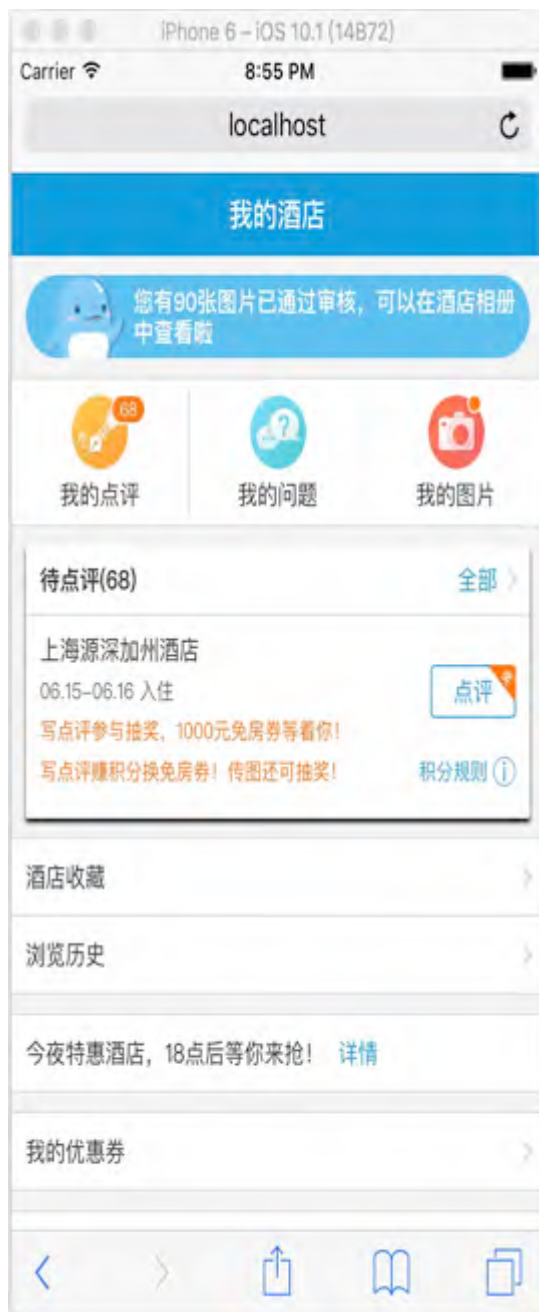 iPhone 6 – iOS 10.1 (14B72)
Carrier 8:55 PM
localhost
我的酒店
您有90张图片已通过审核，可以在酒店相册
中查看啦
68
我的点评 我的问题 我的图片
待点评(68) 全部
上海源深加州酒店
06.15–06.16 入住
点评
写点评参与抽奖，1000元免房券等着你！
写点评赚积分换免房券！传图还可抽奖！ 积分规则
酒店收藏
浏览历史
今夜特惠酒店，18点后等你来抢！ 详情
我的优惠券